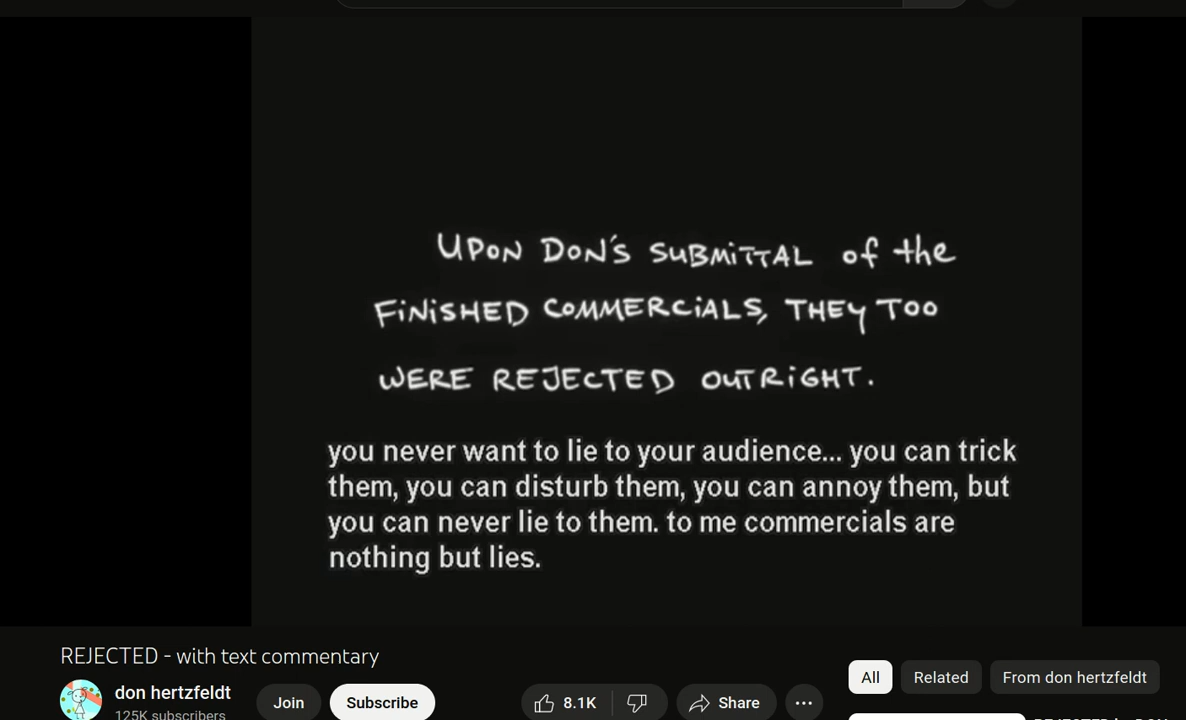 UPON DON'S SUBMiTTAL of the
FiNiSHED COMMERCiALS, THEY TOO
WERE REJECTED OUTRiGHT.
you never want to lie to your audience... you can trick
them, you can disturb them, you can annoy them, but
you can never lie to them. to me commercials are
nothing but lies.
REJECTED - with text commentary
All Related From don hertzfeldt
don hertzfeldt
Join Subscribe 8.1K Share
125K subscribers